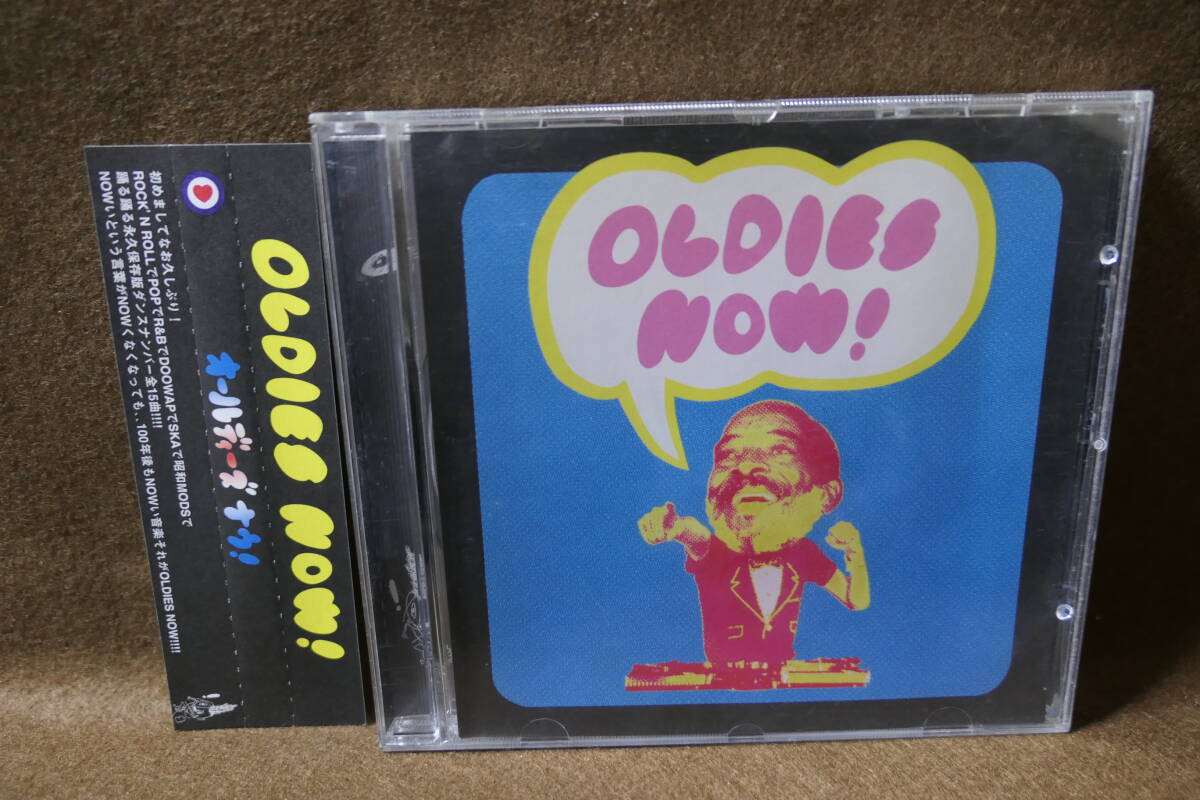 OLDIES
NOW!
OLDIES NOW!
オールディーズ ナウ!
初めましてなお久しぶり!
ROCK'N ROLLでPOPでR&BでDOOWAPでSKAで昭和MODSで
踊る踊る永久保存版ダンスナンバー全15曲!!!!
NOWいという言葉がNOWくなくなっても、100年後もNOWい音楽それがOLDIES NOW!!!!